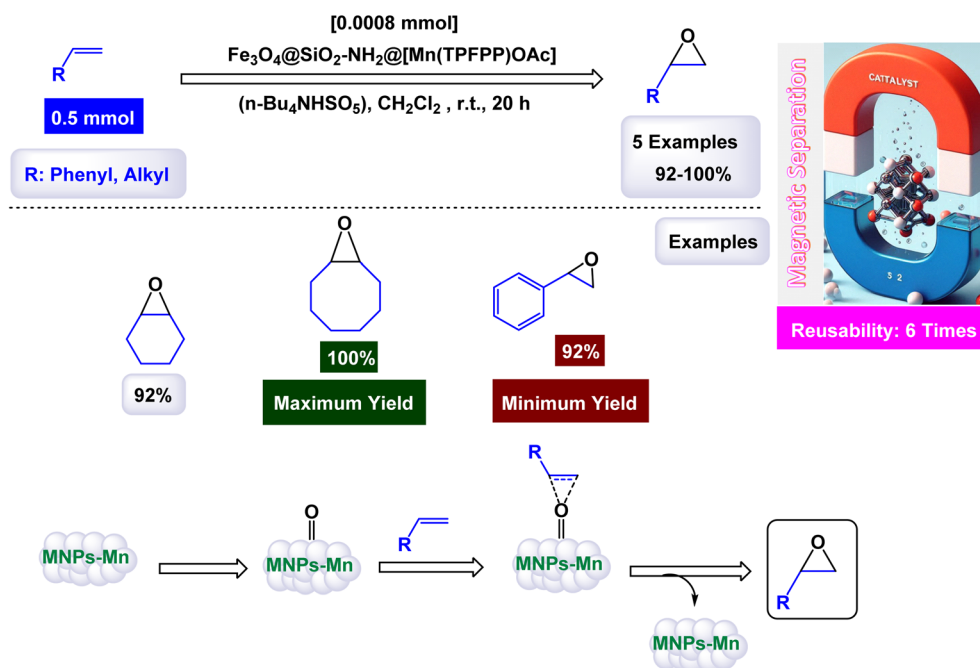 [0.0008 mmol]
Fe₃O₄@SiO₂-NH₂@[Mn(TPFPP)OAc]
(n-Bu₄NHSO₅), CH₂Cl₂ , r.t., 20 h
R
0.5 mmol
R: Phenyl, Alkyl
O
R
5 Examples
92-100%
Magnetic Separation
CATTALYST
5 2
Reusability: 6 Times
Examples
O
92%
O
100%
Maximum Yield
O
92%
Minimum Yield
MNPs-Mn
O
MNPs-Mn
R
R
O
MNPs-Mn
MNPs-Mn
O
R